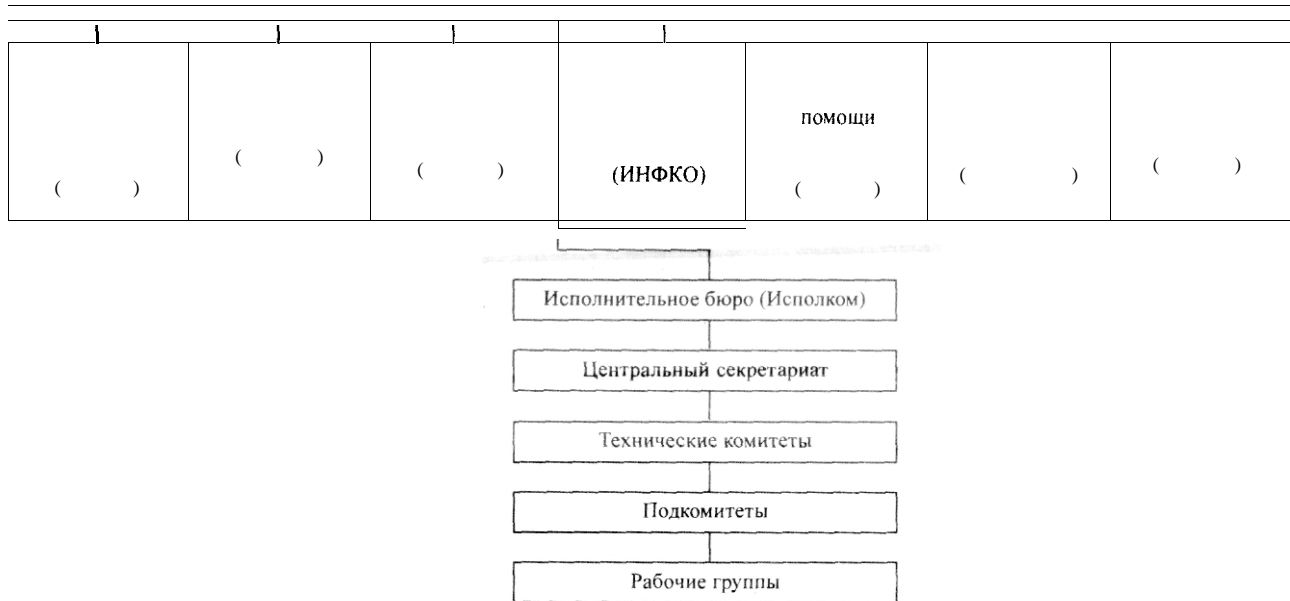 помощи
( )
( )
( )
( )
(ИНФКО)
( )
( )
Исполнительное бюро (Исполком)
Центральный секретариат
Технические комитеты
Подкомитеты
Рабочие группы